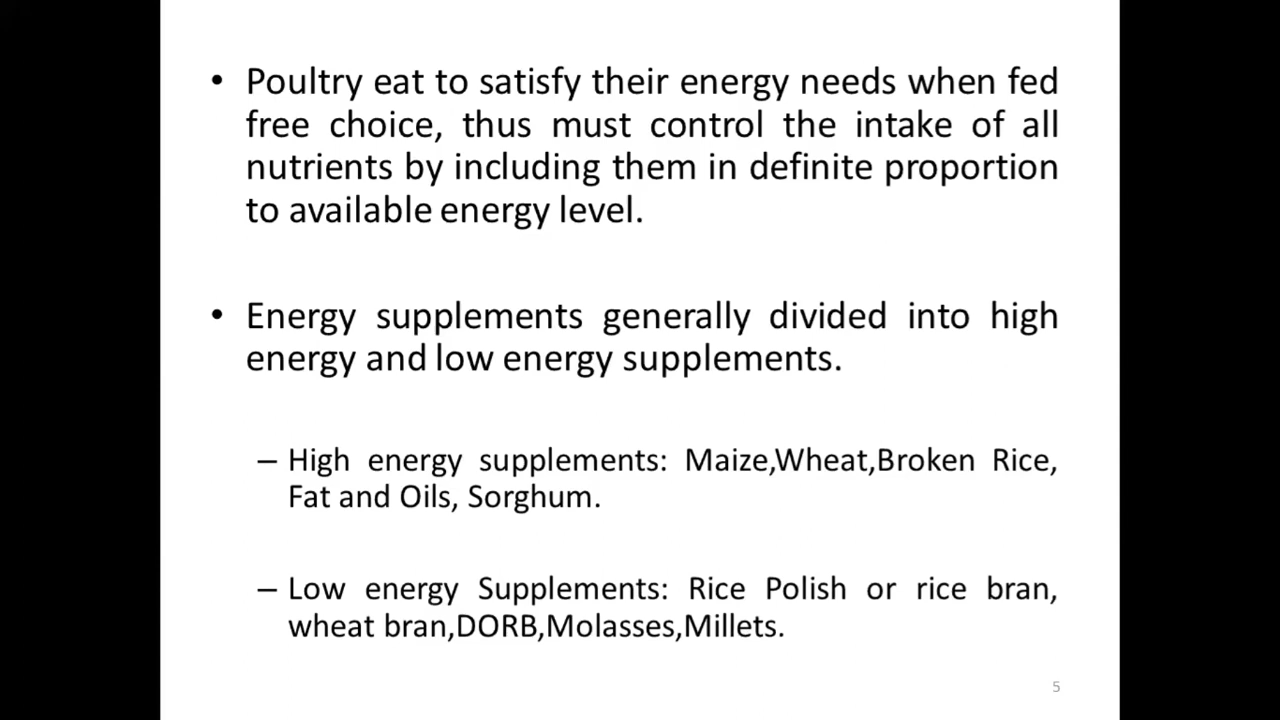 • Poultry eat to satisfy their energy needs when fed
free choice, thus must control the intake of all
nutrients by including them in definite proportion
to available energy level.
• Energy supplements generally divided into high
energy and low energy supplements.
– High energy supplements: Maize,Wheat,Broken Rice,
Fat and Oils, Sorghum.
– Low energy Supplements: Rice Polish or rice bran,
wheat bran,DORB,Molasses,Millets.
5